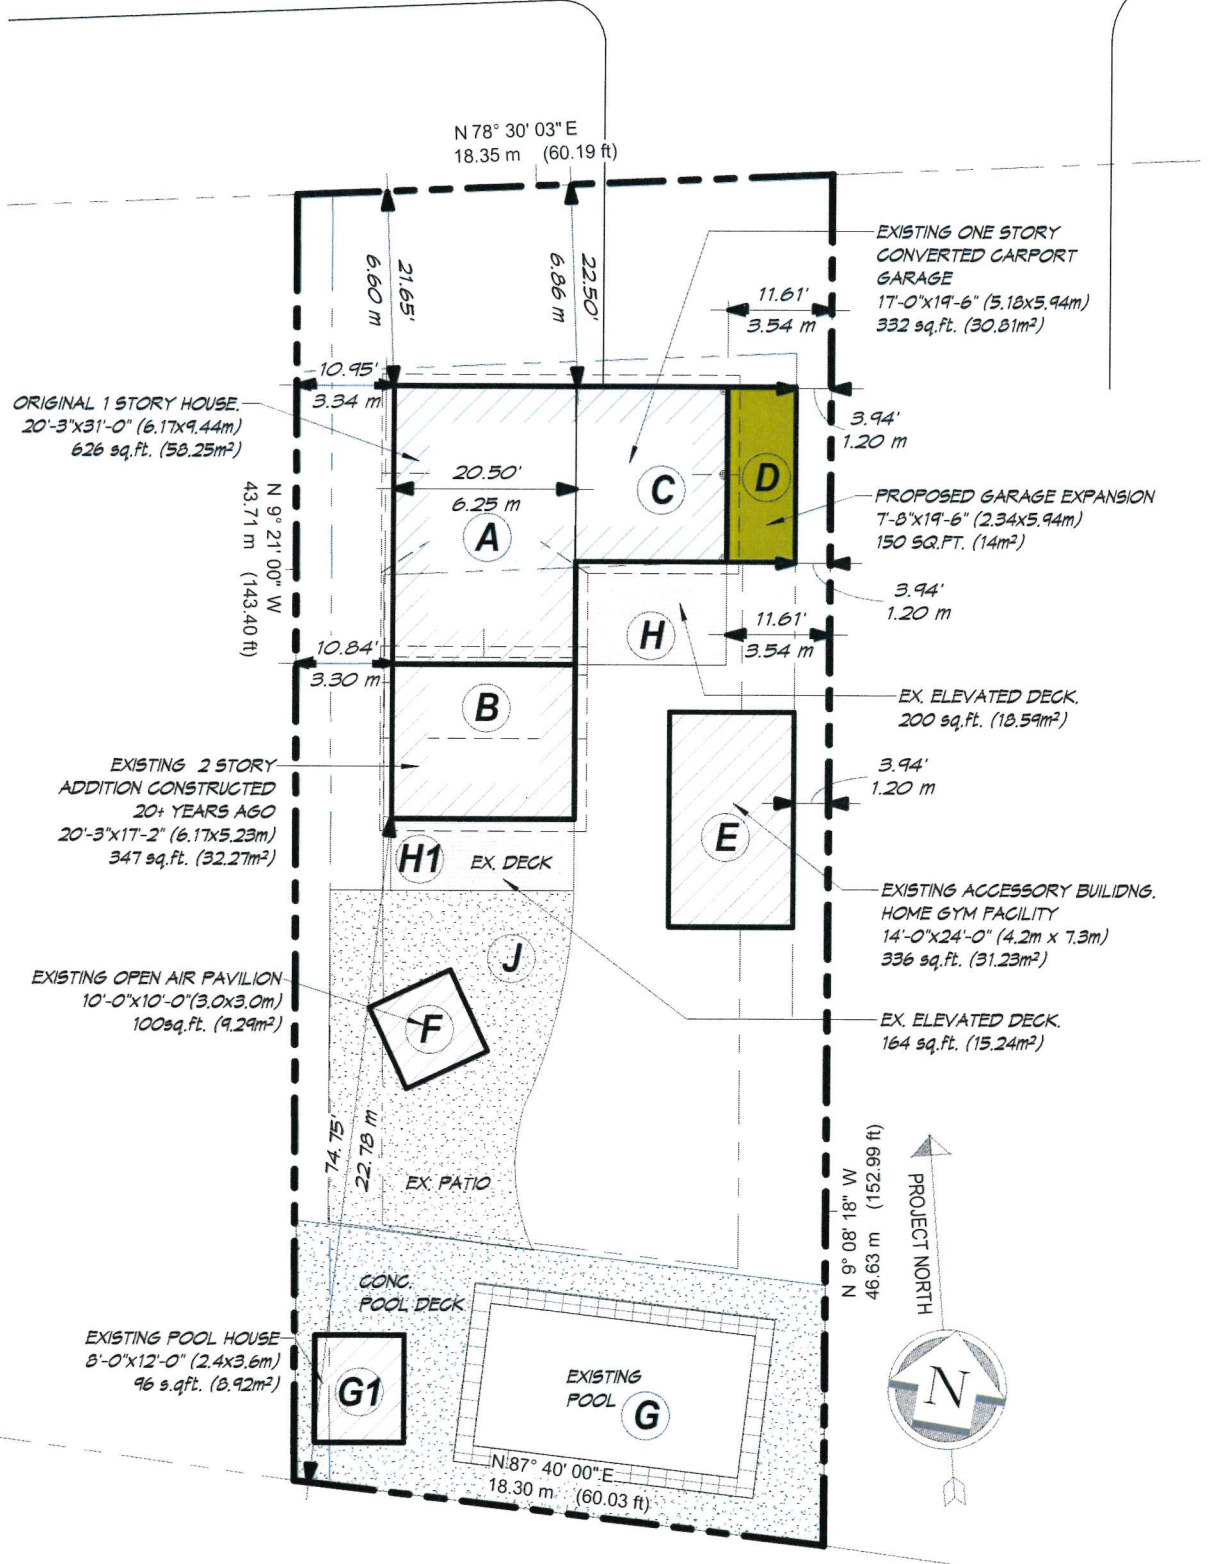 N 78° 30' 03" E
18.35 m (60.19 ft)
21.65'
6.60 m
22.50'
6.86 m
EXISTING ONE STORY
CONVERTED CARPORT
GARAGE
17'-0"x19'-6" (5.18x5.94m)
332 sq.ft. (30.81m²)
11.61'
3.54 m
10.95'
3.34 m
ORIGINAL 1 STORY HOUSE.
20'-3"x31'-0" (6.17x9.44m)
626 sq.ft. (58.25m²)
3.94'
1.20 m
20.50'
6.25 m
A
C
D
PROPOSED GARAGE EXPANSION
7'-8"x19'-6" (2.34x5.94m)
150 SQ.FT. (14m²)
N 9° 21' 00" W
43.71 m (143.40 ft)
3.94'
1.20 m
11.61'
3.54 m
H
10.84'
3.30 m
B
EX. ELEVATED DECK.
200 sq.ft. (18.59m²)
EXISTING 2 STORY
ADDITION CONSTRUCTED
20+ YEARS AGO
20'-3"x17'-2" (6.17x5.23m)
347 sq.ft. (32.27m²)
3.94'
1.20 m
E
H1
EX. DECK
EXISTING ACCESSORY BUILIDNG.
HOME GYM FACILITY
14'-0"x24'-0" (4.2m x 7.3m)
336 sq.ft. (31.23m²)
J
EXISTING OPEN AIR PAVILION
10'-0"x10'-0"(3.0x3.0m)
100sq.ft. (9.29m²)
F
EX. ELEVATED DECK.
164 sq.ft. (15.24m²)
74.75'
22.78 m
EX. PATIO
N 9° 08' 18" W
46.63 m (152.99 ft)
PROJECT NORTH
CONC.
POOL DECK
EXISTING POOL HOUSE
8'-0"x12'-0" (2.4x3.6m)
96 s.qft. (8.92m²)
G1
EXISTING
POOL
G
N
N 87° 40' 00" E
18.30 m (60.03 ft)